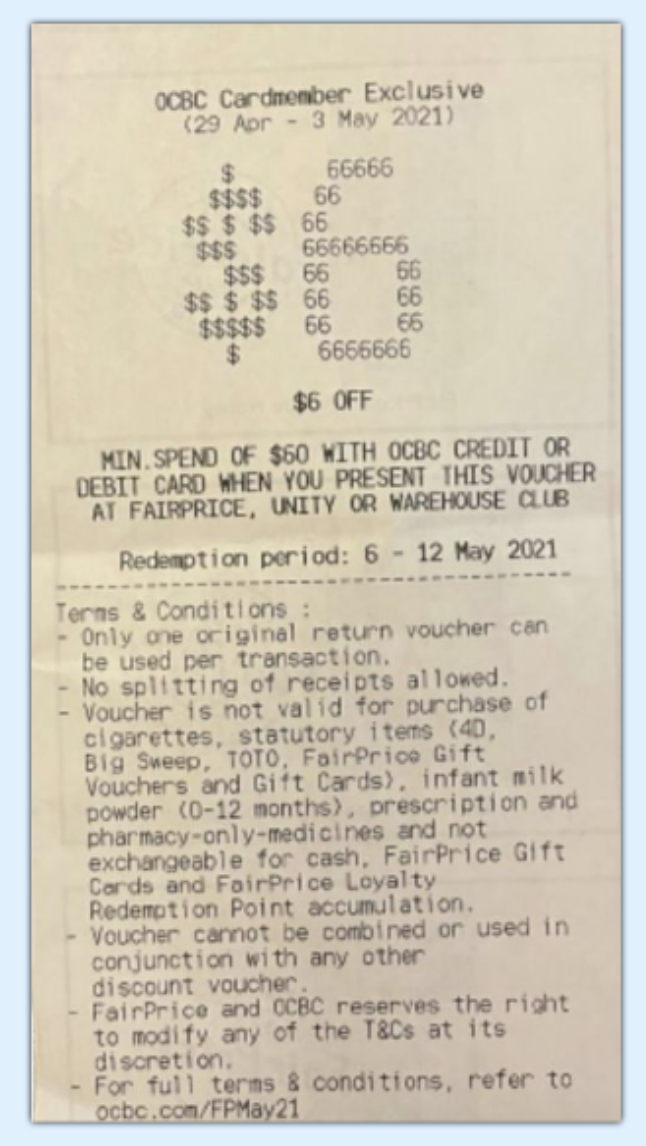 OCBC Cardmember Exclusive
(29 Apr - 3 May 2021)
$ 66666
$$$$ 66
$$ $ $$ 66
$$$ 66666666
$$$ 66 66
$$ $ $$ 66 66
$$$$$ 66 66
$ 6666666
$6 OFF
MIN.SPEND OF $60 WITH OCBC CREDIT OR
DEBIT CARD WHEN YOU PRESENT THIS VOUCHER
AT FAIRPRICE, UNITY OR WAREHOUSE CLUB
Redemption period: 6 - 12 May 2021
----------------------------------------
Terms & Conditions :
- Only one original return voucher can
be used per transaction.
- No splitting of receipts allowed.
- Voucher is not valid for purchase of
cigarettes, statutory items (4D,
Big Sweep, TOTO, FairPrice Gift
Vouchers and Gift Cards), infant milk
powder (0-12 months), prescription and
pharmacy-only-medicines and not
exchangeable for cash, FairPrice Gift
Cards and FairPrice Loyalty
Redemption Point accumulation.
- Voucher cannot be combined or used in
conjunction with any other
discount voucher.
- FairPrice and OCBC reserves the right
to modify any of the T&Cs at its
discretion.
- For full terms & conditions, refer to
ocbc.com/FPMay21